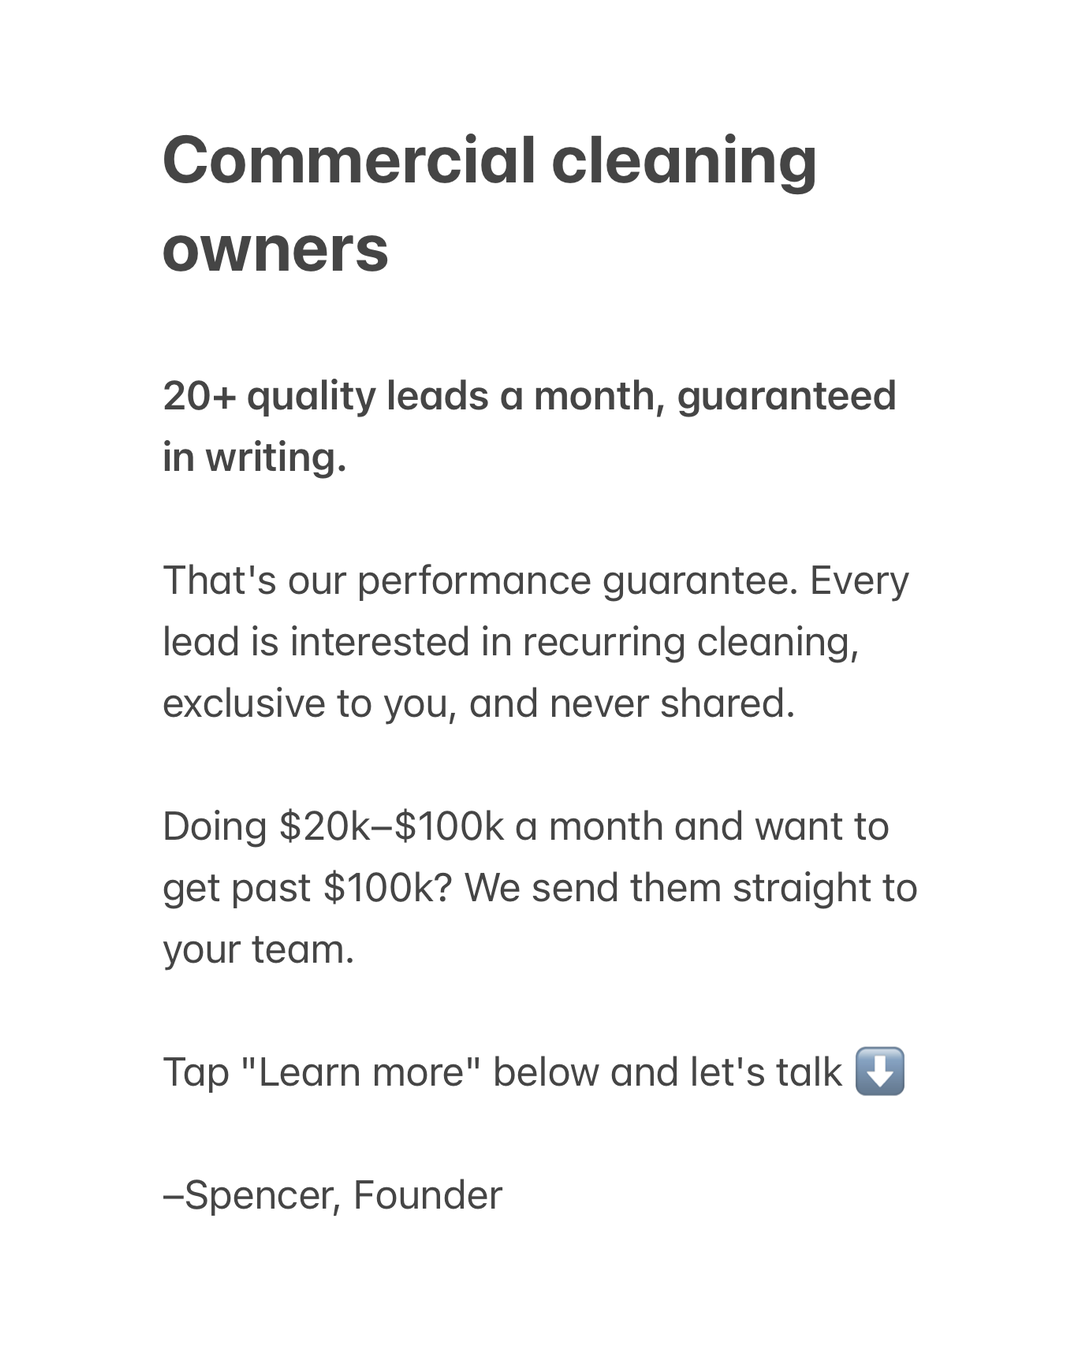 Commercial cleaning
owners
20+ quality leads a month, guaranteed
in writing.
That's our performance guarantee. Every
lead is interested in recurring cleaning,
exclusive to you, and never shared.
Doing $20k–$100k a month and want to
get past $100k? We send them straight to
your team.
Tap "Learn more" below and let's talk ⬇️
–Spencer, Founder